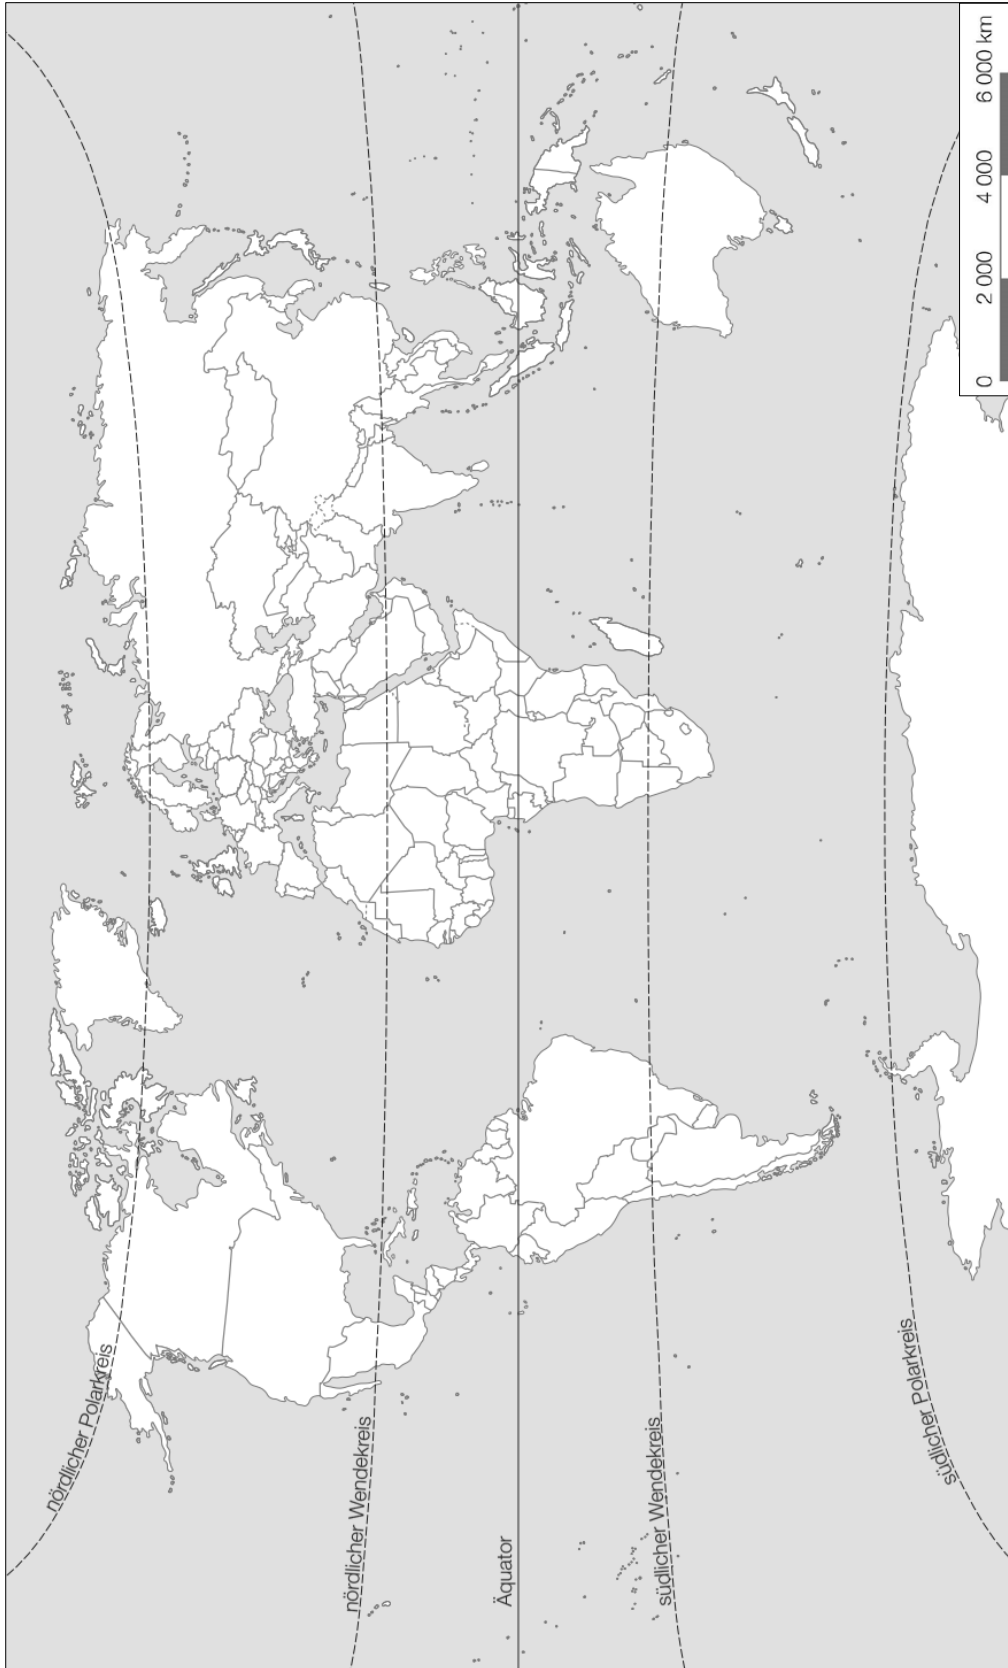 nördlicher Polarkreis
nördlicher Wendekreis
Äquator
südlicher Wendekreis
südlicher Polarkreis
0 2 000 4 000 6 000 km